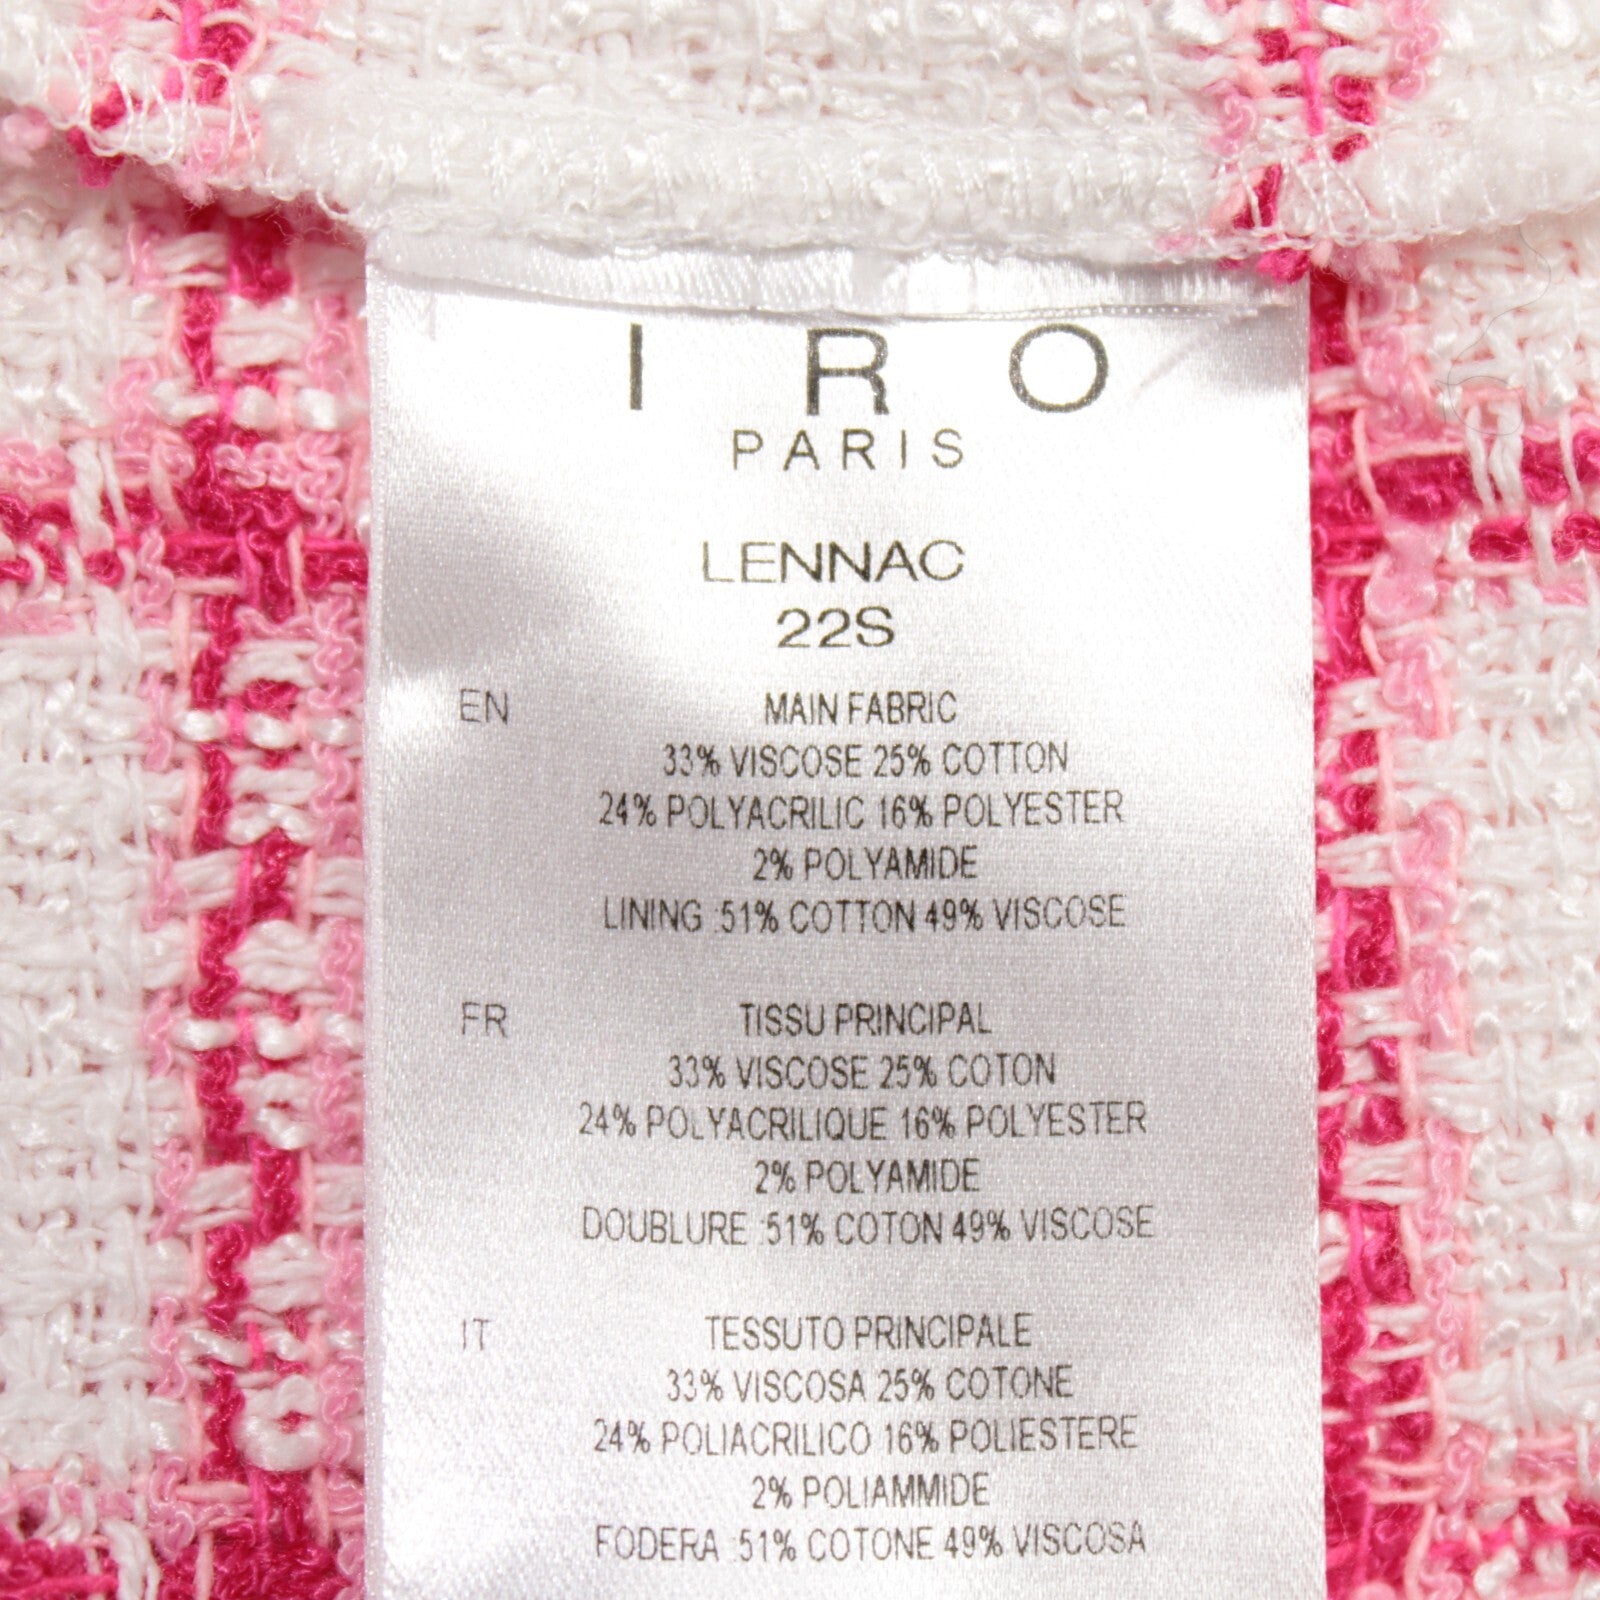 IRO
PARIS
LENNAC
22S
EN MAIN FABRIC
33% VISCOSE 25% COTTON
24% POLYACRILIC 16% POLYESTER
2% POLYAMIDE
LINING :51% COTTON 49% VISCOSE
FR TISSU PRINCIPAL
33% VISCOSE 25% COTON
24% POLYACRILIQUE 16% POLYESTER
2% POLYAMIDE
DOUBLURE :51% COTON 49% VISCOSE
IT TESSUTO PRINCIPALE
33% VISCOSA 25% COTONE
24% POLIACRILICO 16% POLIESTERE
2% POLIAMMIDE
FODERA :51% COTONE 49% VISCOSA